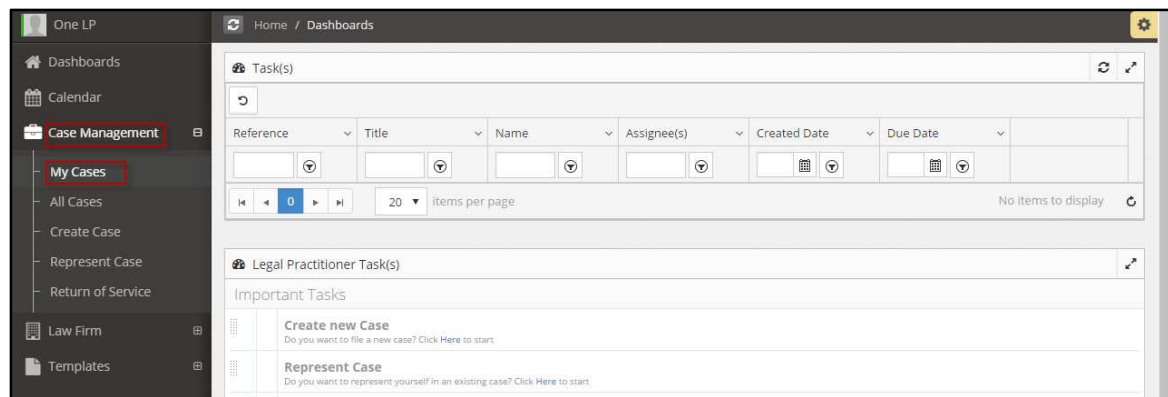 One LP
Home / Dashboards
Dashboards
Calendar
Case Management
My Cases
All Cases
Create Case
Represent Case
Return of Service
Law Firm
Templates
Task(s)
Reference Title Name Assignee(s) Created Date Due Date
0 20 items per page No items to display
Legal Practitioner Task(s)
Important Tasks
Create new Case
Do you want to file a new case? Click Here to start
Represent Case
Do you want to represent yourself in an existing case? Click Here to start